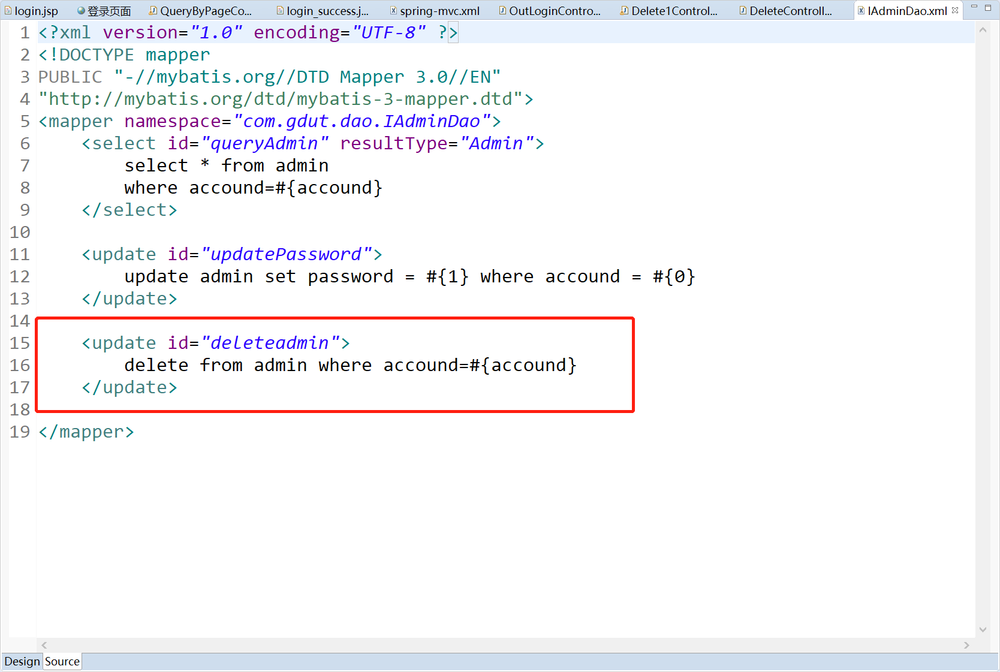 login.jsp 登录页面 QueryByPageCo... login_success.j... spring-mvc.xml OutLoginContro... Delete1Control... DeleteControll... IAdminDao.xml
1 <?xml version="1.0" encoding="UTF-8" ?>
2 <!DOCTYPE mapper
3 PUBLIC "-//mybatis.org//DTD Mapper 3.0//EN"
4 "http://mybatis.org/dtd/mybatis-3-mapper.dtd">
5 <mapper namespace="com.gdut.dao.IAdminDao">
6 <select id="queryAdmin" resultType="Admin">
7 select * from admin
8 where accound=#{accound}
9 </select>
10
11 <update id="updatePassword">
12 update admin set password = #{1} where accound = #{0}
13 </update>
14
15 <update id="deleteadmin">
16 delete from admin where accound=#{accound}
17 </update>
18
19 </mapper>
Design Source